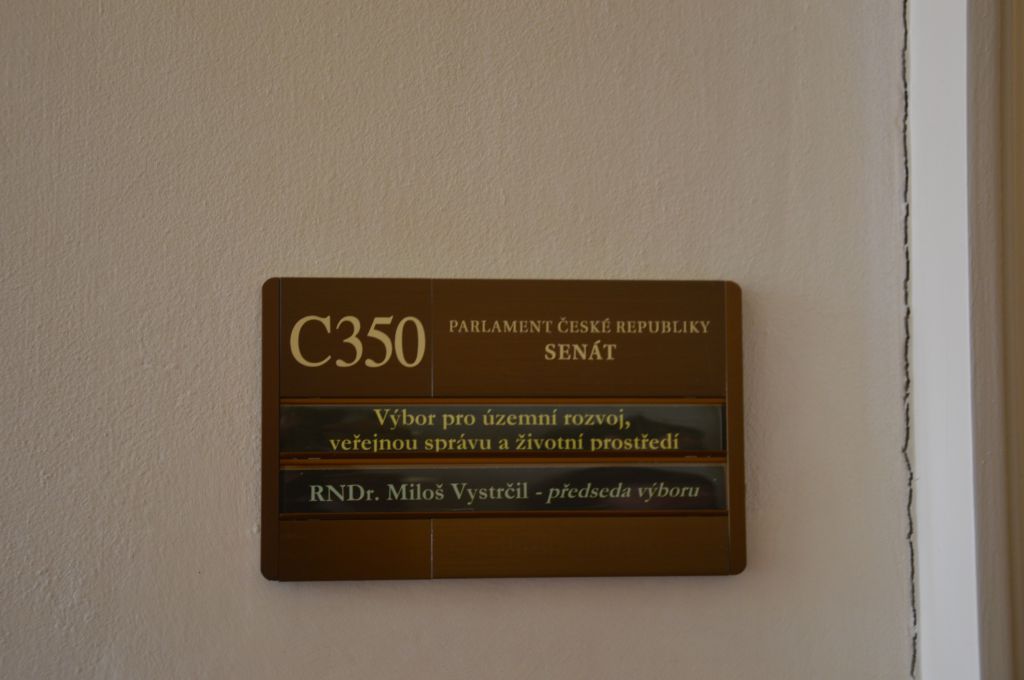 C350
PARLAMENT ČESKÉ REPUBLIKY
SENÁT
Výbor pro územní rozvoj,
veřejnou správu a životní prostředí
RNDr. Miloš Vystrčil - předseda výboru